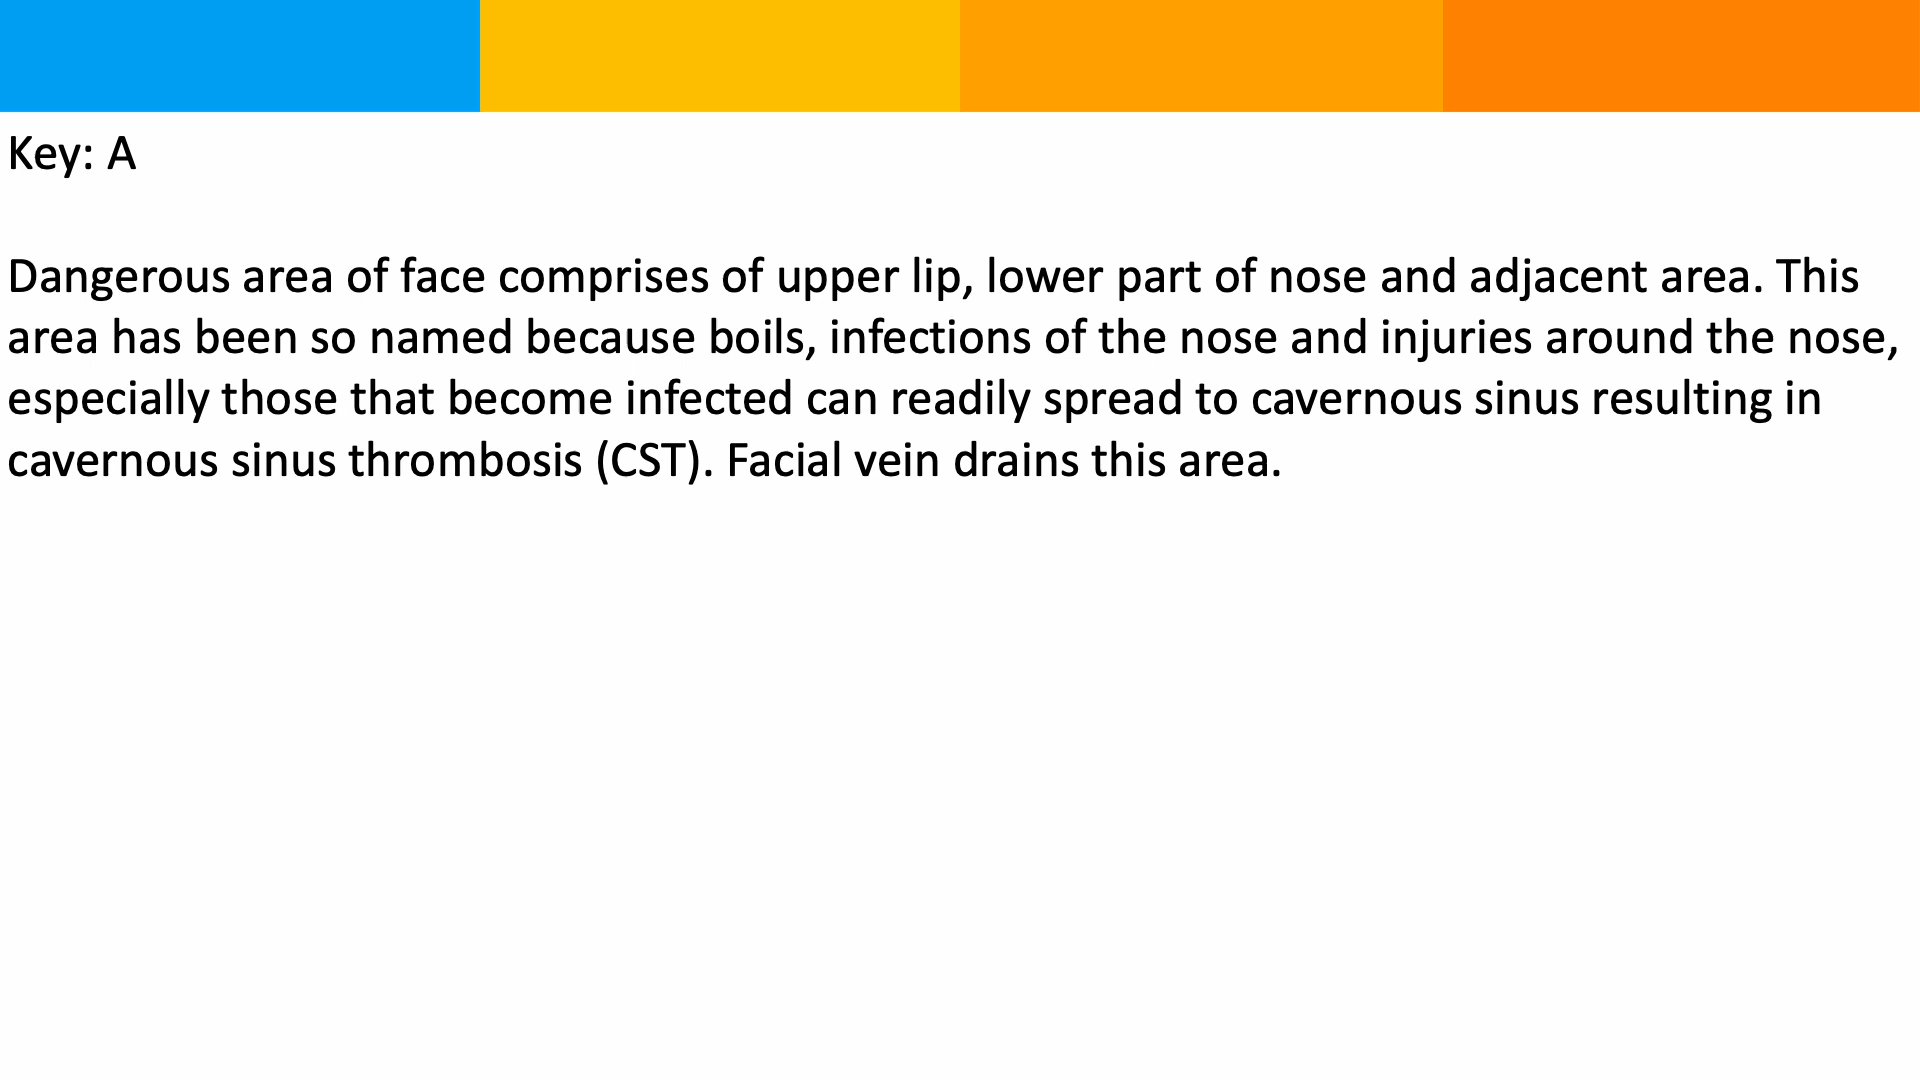 Key: A
Dangerous area of face comprises of upper lip, lower part of nose and adjacent area. This
area has been so named because boils, infections of the nose and injuries around the nose,
especially those that become infected can readily spread to cavernous sinus resulting in
cavernous sinus thrombosis (CST). Facial vein drains this area.